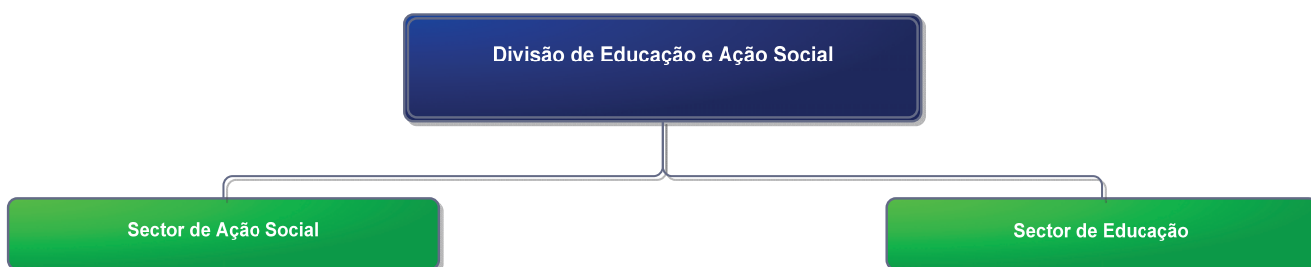 Divisão de Educação e Ação Social
Sector de Ação Social
Sector de Educação